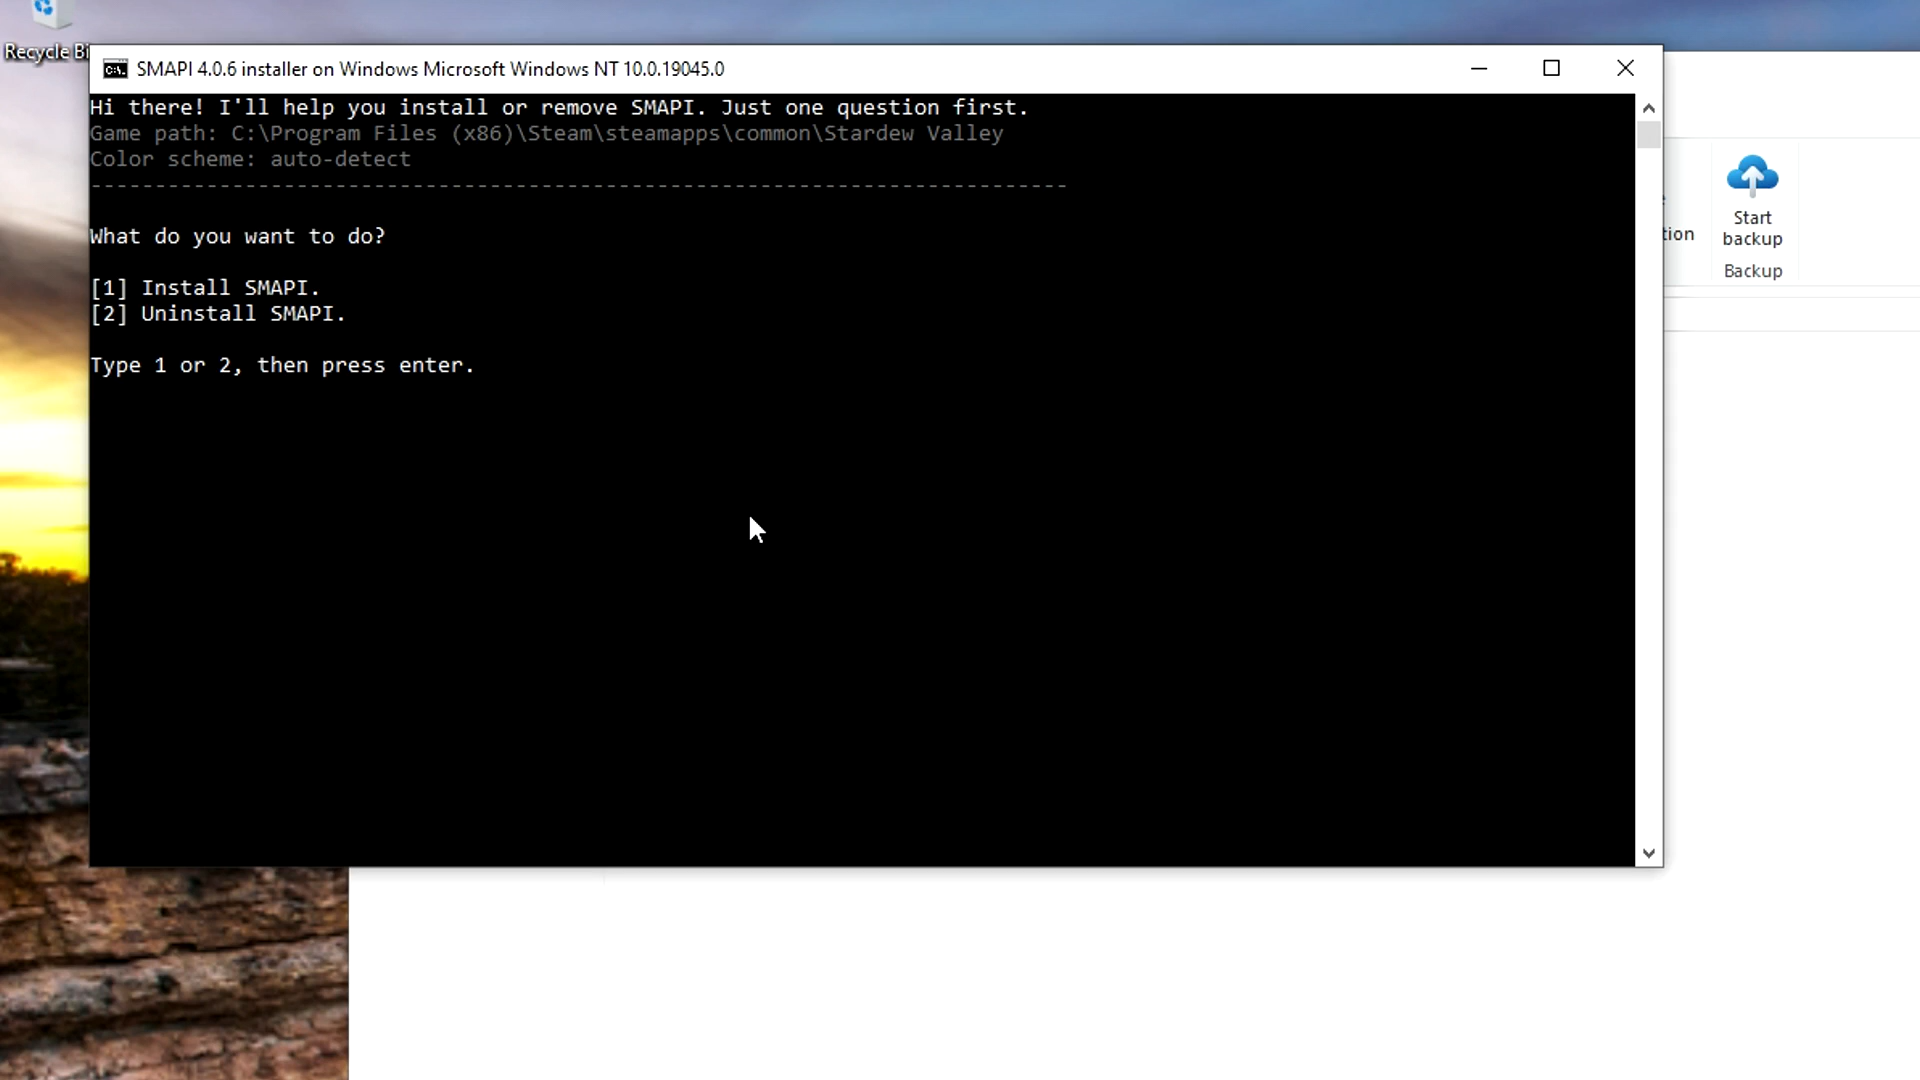 Recycle Bi
SMAPI 4.0.6 installer on Windows Microsoft Windows NT 10.0.19045.0
Hi there! I'll help you install or remove SMAPI. Just one question first.
Game path: C:\Program Files (x86)\Steam\steamapps\common\Stardew Valley
Color scheme: auto-detect
----------------------------------------------------------------------------
What do you want to do?
[1] Install SMAPI.
[2] Uninstall SMAPI.
Type 1 or 2, then press enter.
tion
Start
backup
Backup